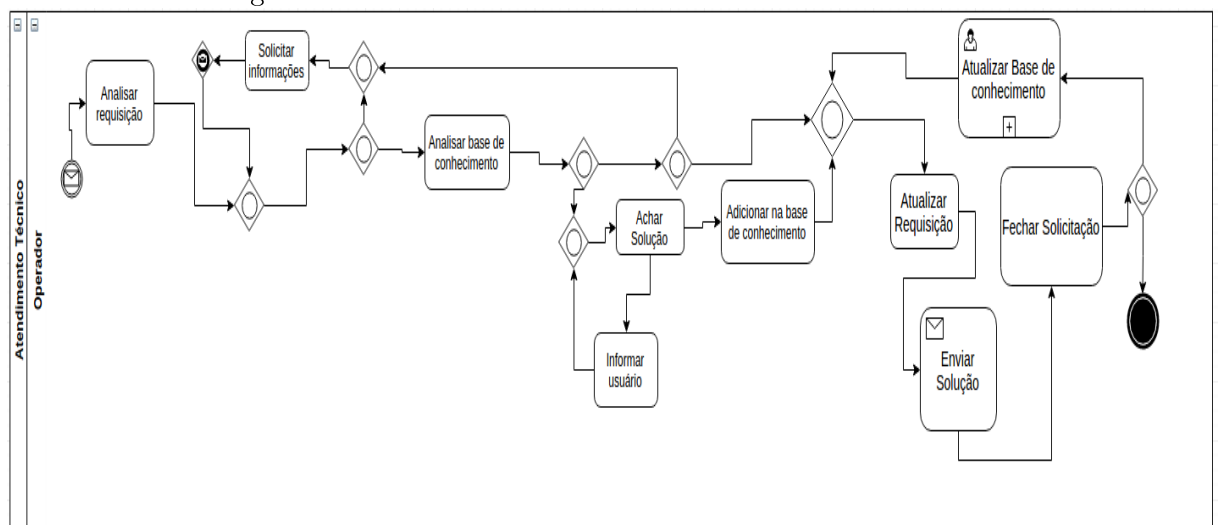 Atendimento Técnico
Operador
Analisar
requisição
Solicitar
informações
Analisar base de
conhecimento
Achar
Solução
Informar
usuário
Adicionar na base
de conhecimento
Atualizar Base de
conhecimento
Atualizar
Requisição
Enviar
Solução
Fechar Solicitação